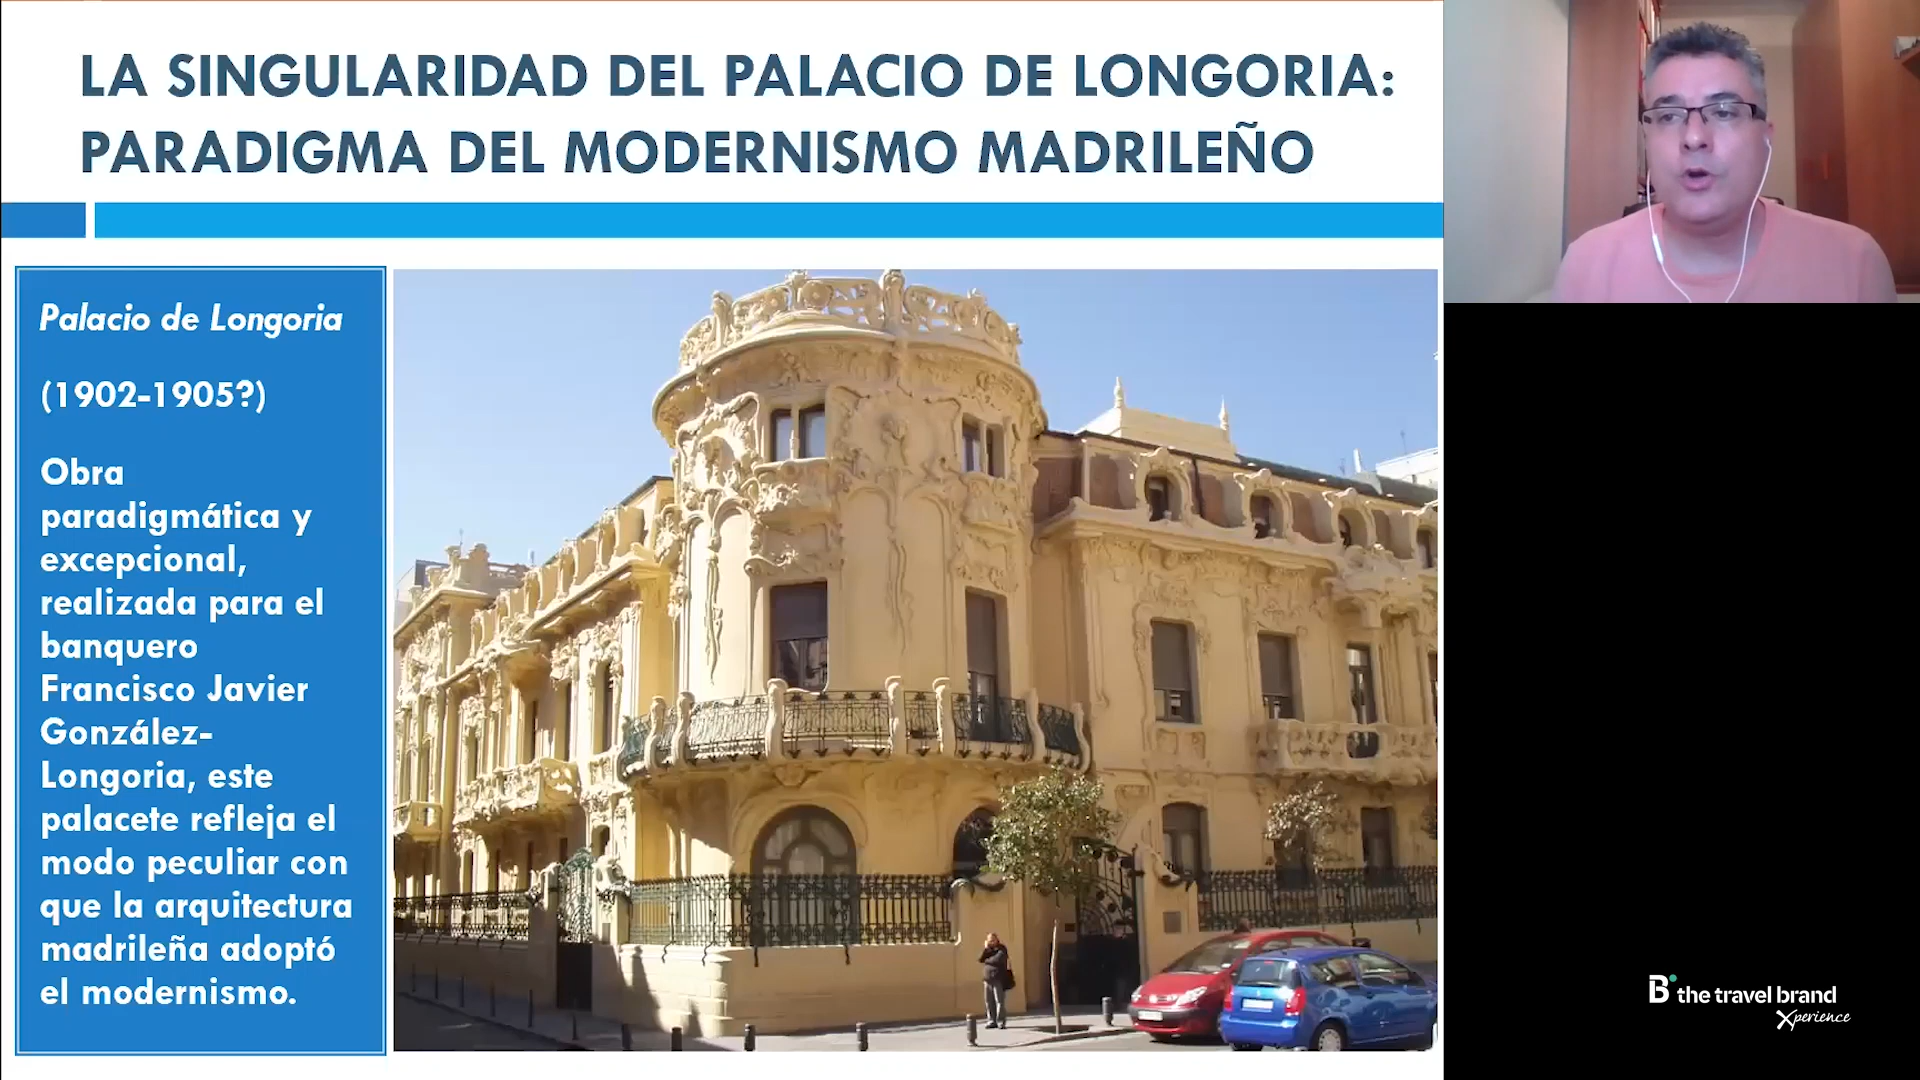 LA SINGULARIDAD DEL PALACIO DE LONGORIA:
PARADIGMA DEL MODERNISMO MADRILEÑO
Palacio de Longoria
(1902-1905?)
Obra
paradigmática y
excepcional,
realizada para el
banquero
Francisco Javier
González-
Longoria, este
palacete refleja el
modo peculiar con
que la arquitectura
madrileña adoptó
el modernismo.
B the travel brand
Xperience